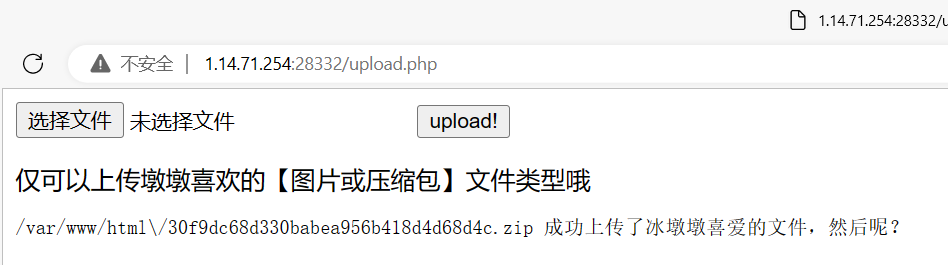 1.14.71.254:28332/u
不安全 | 1.14.71.254:28332/upload.php
选择文件 未选择文件 upload!
仅可以上传墩墩喜欢的【图片或压缩包】文件类型哦
/var/www/html\/30f9dc68d330babea956b418d4d68d4c.zip 成功上传了冰墩墩喜爱的文件，然后呢？